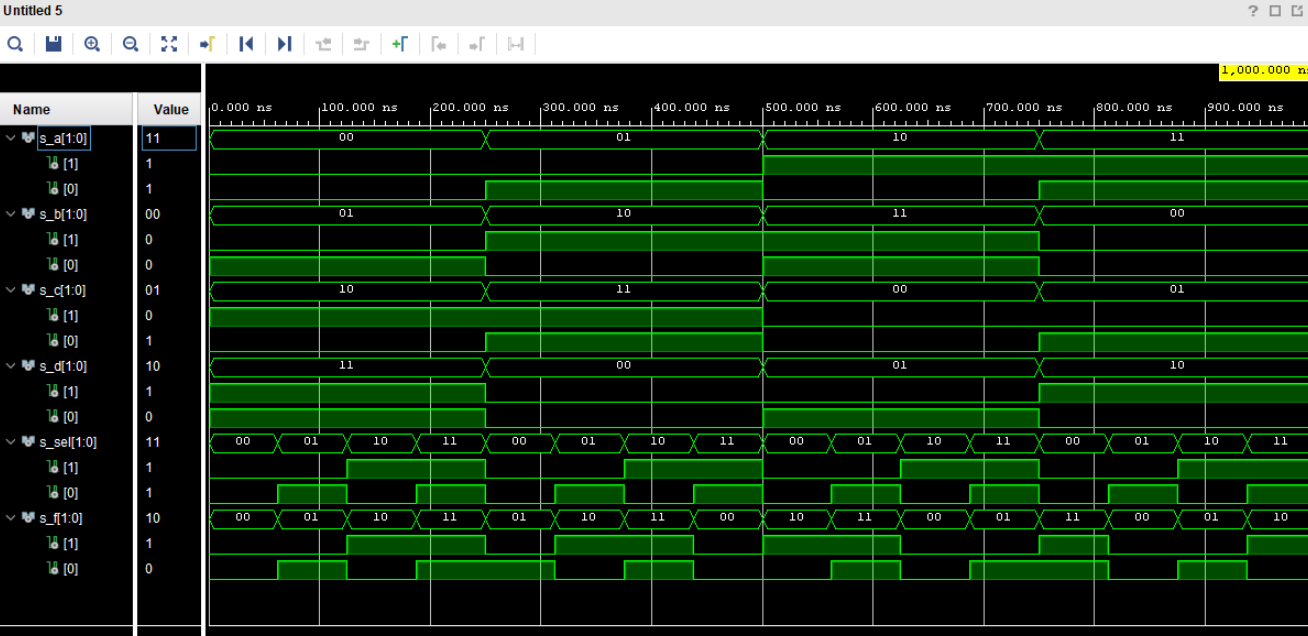 Untitled 5
1,000.000 n
Name Value 0.000 ns 100.000 ns 200.000 ns 300.000 ns 400.000 ns 500.000 ns 600.000 ns 700.000 ns 800.000 ns 900.000 ns
s_a[1:0] 11 00 01 10 11
[1] 1
[0] 1
s_b[1:0] 00 01 10 11 00
[1] 0
[0] 0
s_c[1:0] 01 10 11 00 01
[1] 0
[0] 1
s_d[1:0] 10 11 00 01 10
[1] 1
[0] 0
s_sel[1:0] 11 00 01 10 11 00 01 10 11 00 01 10 11 00 01 10 11
[1] 1
[0] 1
s_f[1:0] 10 00 01 10 11 01 10 11 00 10 11 00 01 11 00 01 10
[1] 1
[0] 0